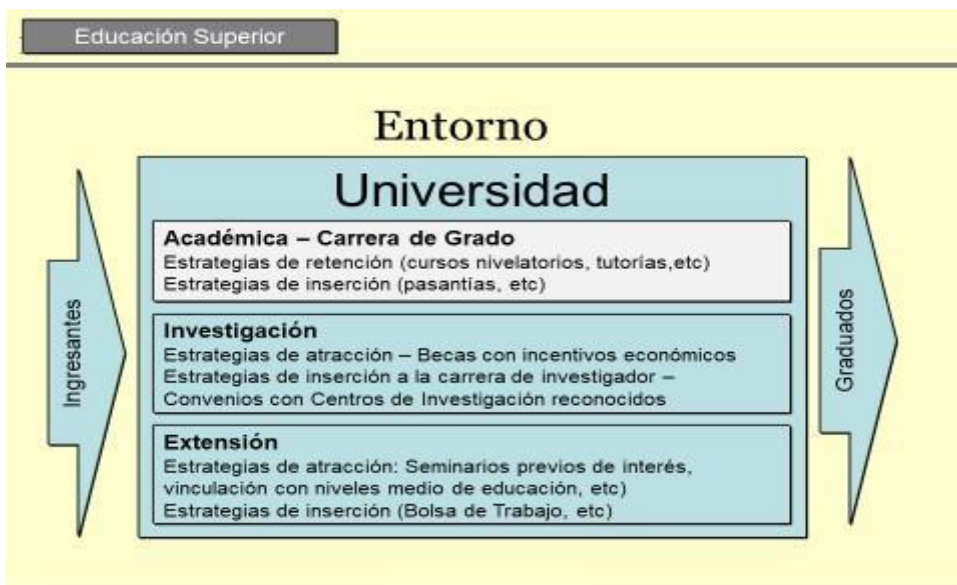 Educación Superior
Entorno
Universidad
Académica – Carrera de Grado
Estrategias de retención (cursos nivelatorios, tutorías,etc)
Estrategias de inserción (pasantías, etc)
Investigación
Estrategias de atracción – Becas con incentivos económicos
Estrategias de inserción a la carrera de investigador –
Convenios con Centros de Investigación reconocidos
Extensión
Estrategias de atracción: Seminarios previos de interés,
vinculación con niveles medio de educación, etc)
Estrategias de inserción (Bolsa de Trabajo, etc)
Ingresantes
Graduados